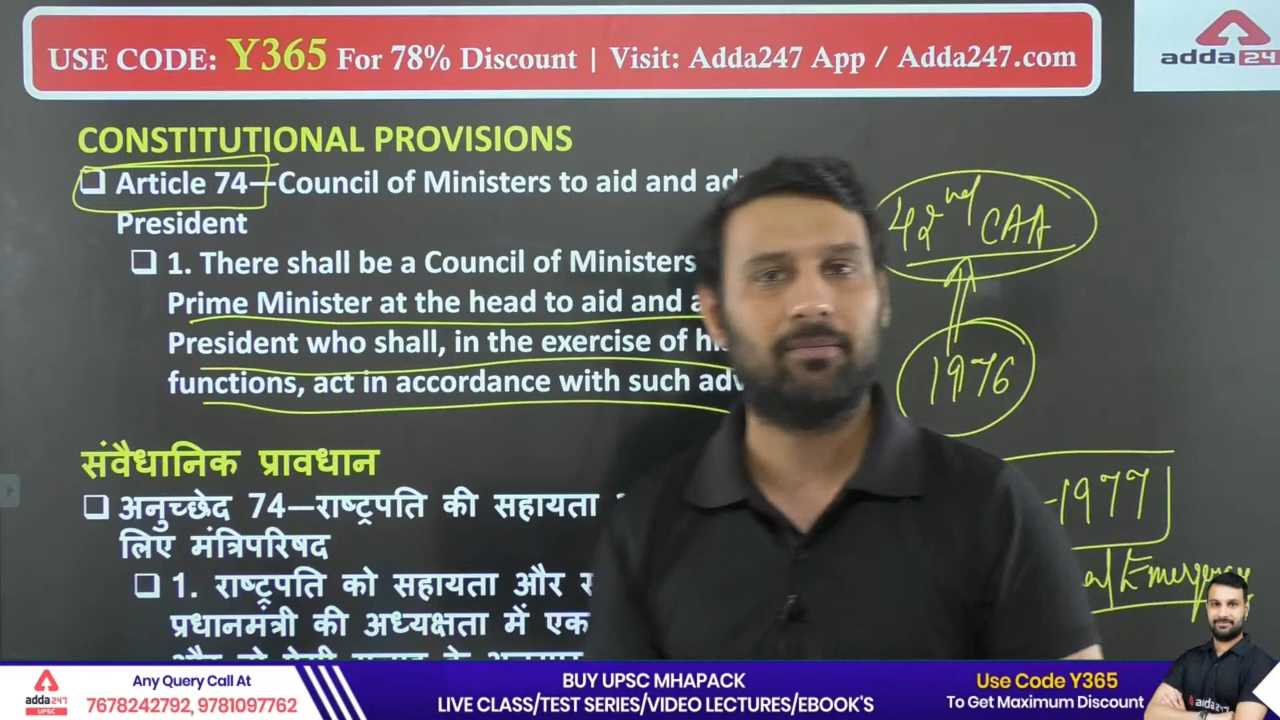 USE CODE: Y365 For 78% Discount | Visit: Adda247 App / Adda247.com
adda 24
CONSTITUTIONAL PROVISIONS
Article 74—Council of Ministers to aid and
President
1. There shall be a Council of Ministers
Prime Minister at the head to aid and
President who shall, in the exercise of
functions, act in accordance with such
42nd CAA
1976
-1977
Emergency
संवैधानिक प्रावधान
अनुच्छेद 74—राष्ट्रपति की सहायता
लिए मंत्रिपरिषद
1. राष्ट्रपति को सहायता और
प्रधानमंत्री की अध्यक्षता में एक
adda247
UPSC
Any Query Call At
7678242792, 9781097762
BUY UPSC MHAPACK
LIVE CLASS/TEST SERIES/VIDEO LECTURES/EBOOK'S
Use Code Y365
To Get Maximum Discount